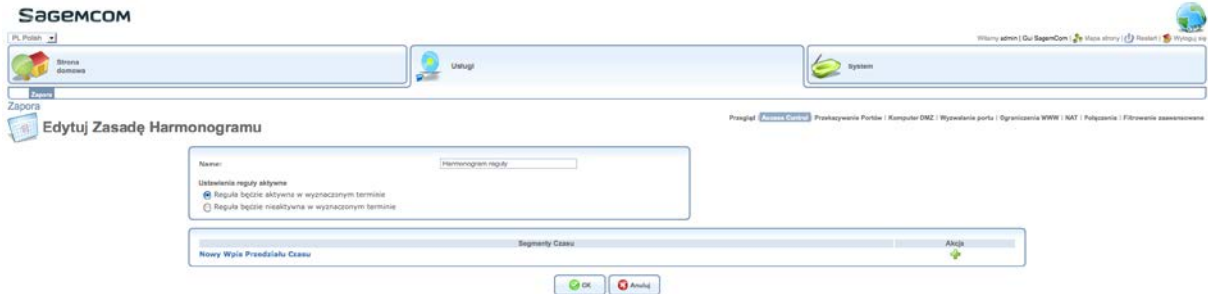 Sagemcom
PL Polish
Witamy admin | Gui SagemCom | Mapa strony | Restart | Wyloguj się
Strona domowa
Usługi
System
Zapora
Zapora
Edytuj Zasadę Harmonogramu
Przegląd | Access Control | Przekazywanie Portów | Komputer DMZ | Wyzwalanie portu | Ograniczenia WWW | NAT | Połączenia | Filtrowanie zaawansowane
Name: Harmonogram reguły
Ustawienia reguły aktywne
Reguła będzie aktywna w wyznaczonym terminie
Reguła będzie nieaktywna w wyznaczonym terminie
Segmenty Czasu Akcja
Nowy Wpis Przedziału Czasu
OK Anuluj